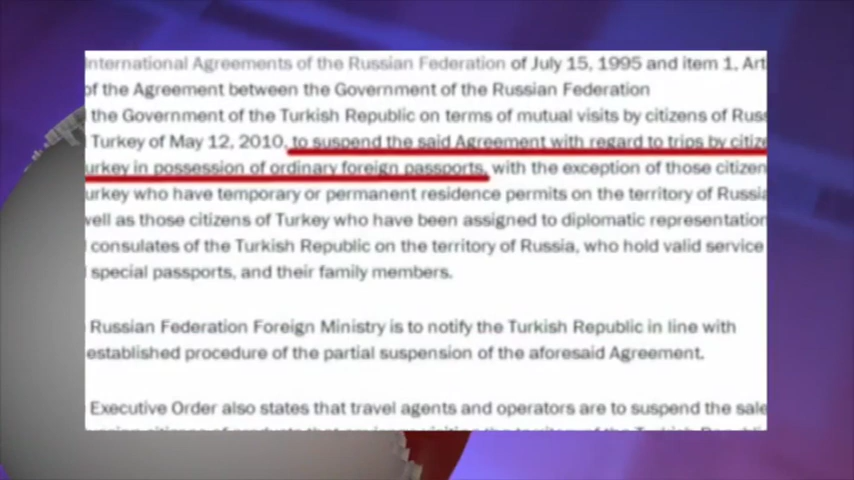 International Agreements of the Russian Federation of July 15, 1995 and item 1, Art
of the Agreement between the Government of the Russian Federation
the Government of the Turkish Republic on terms of mutual visits by citizens of Russ
Turkey of May 12, 2010, to suspend the said Agreement with regard to trips by citize
urkey in possession of ordinary foreign passports, with the exception of those citizen
urkey who have temporary or permanent residence permits on the territory of Russia
well as those citizens of Turkey who have been assigned to diplomatic representation
consulates of the Turkish Republic on the territory of Russia, who hold valid service
special passports, and their family members.
Russian Federation Foreign Ministry is to notify the Turkish Republic in line with
established procedure of the partial suspension of the aforesaid Agreement.
Executive Order also states that travel agents and operators are to suspend the sale